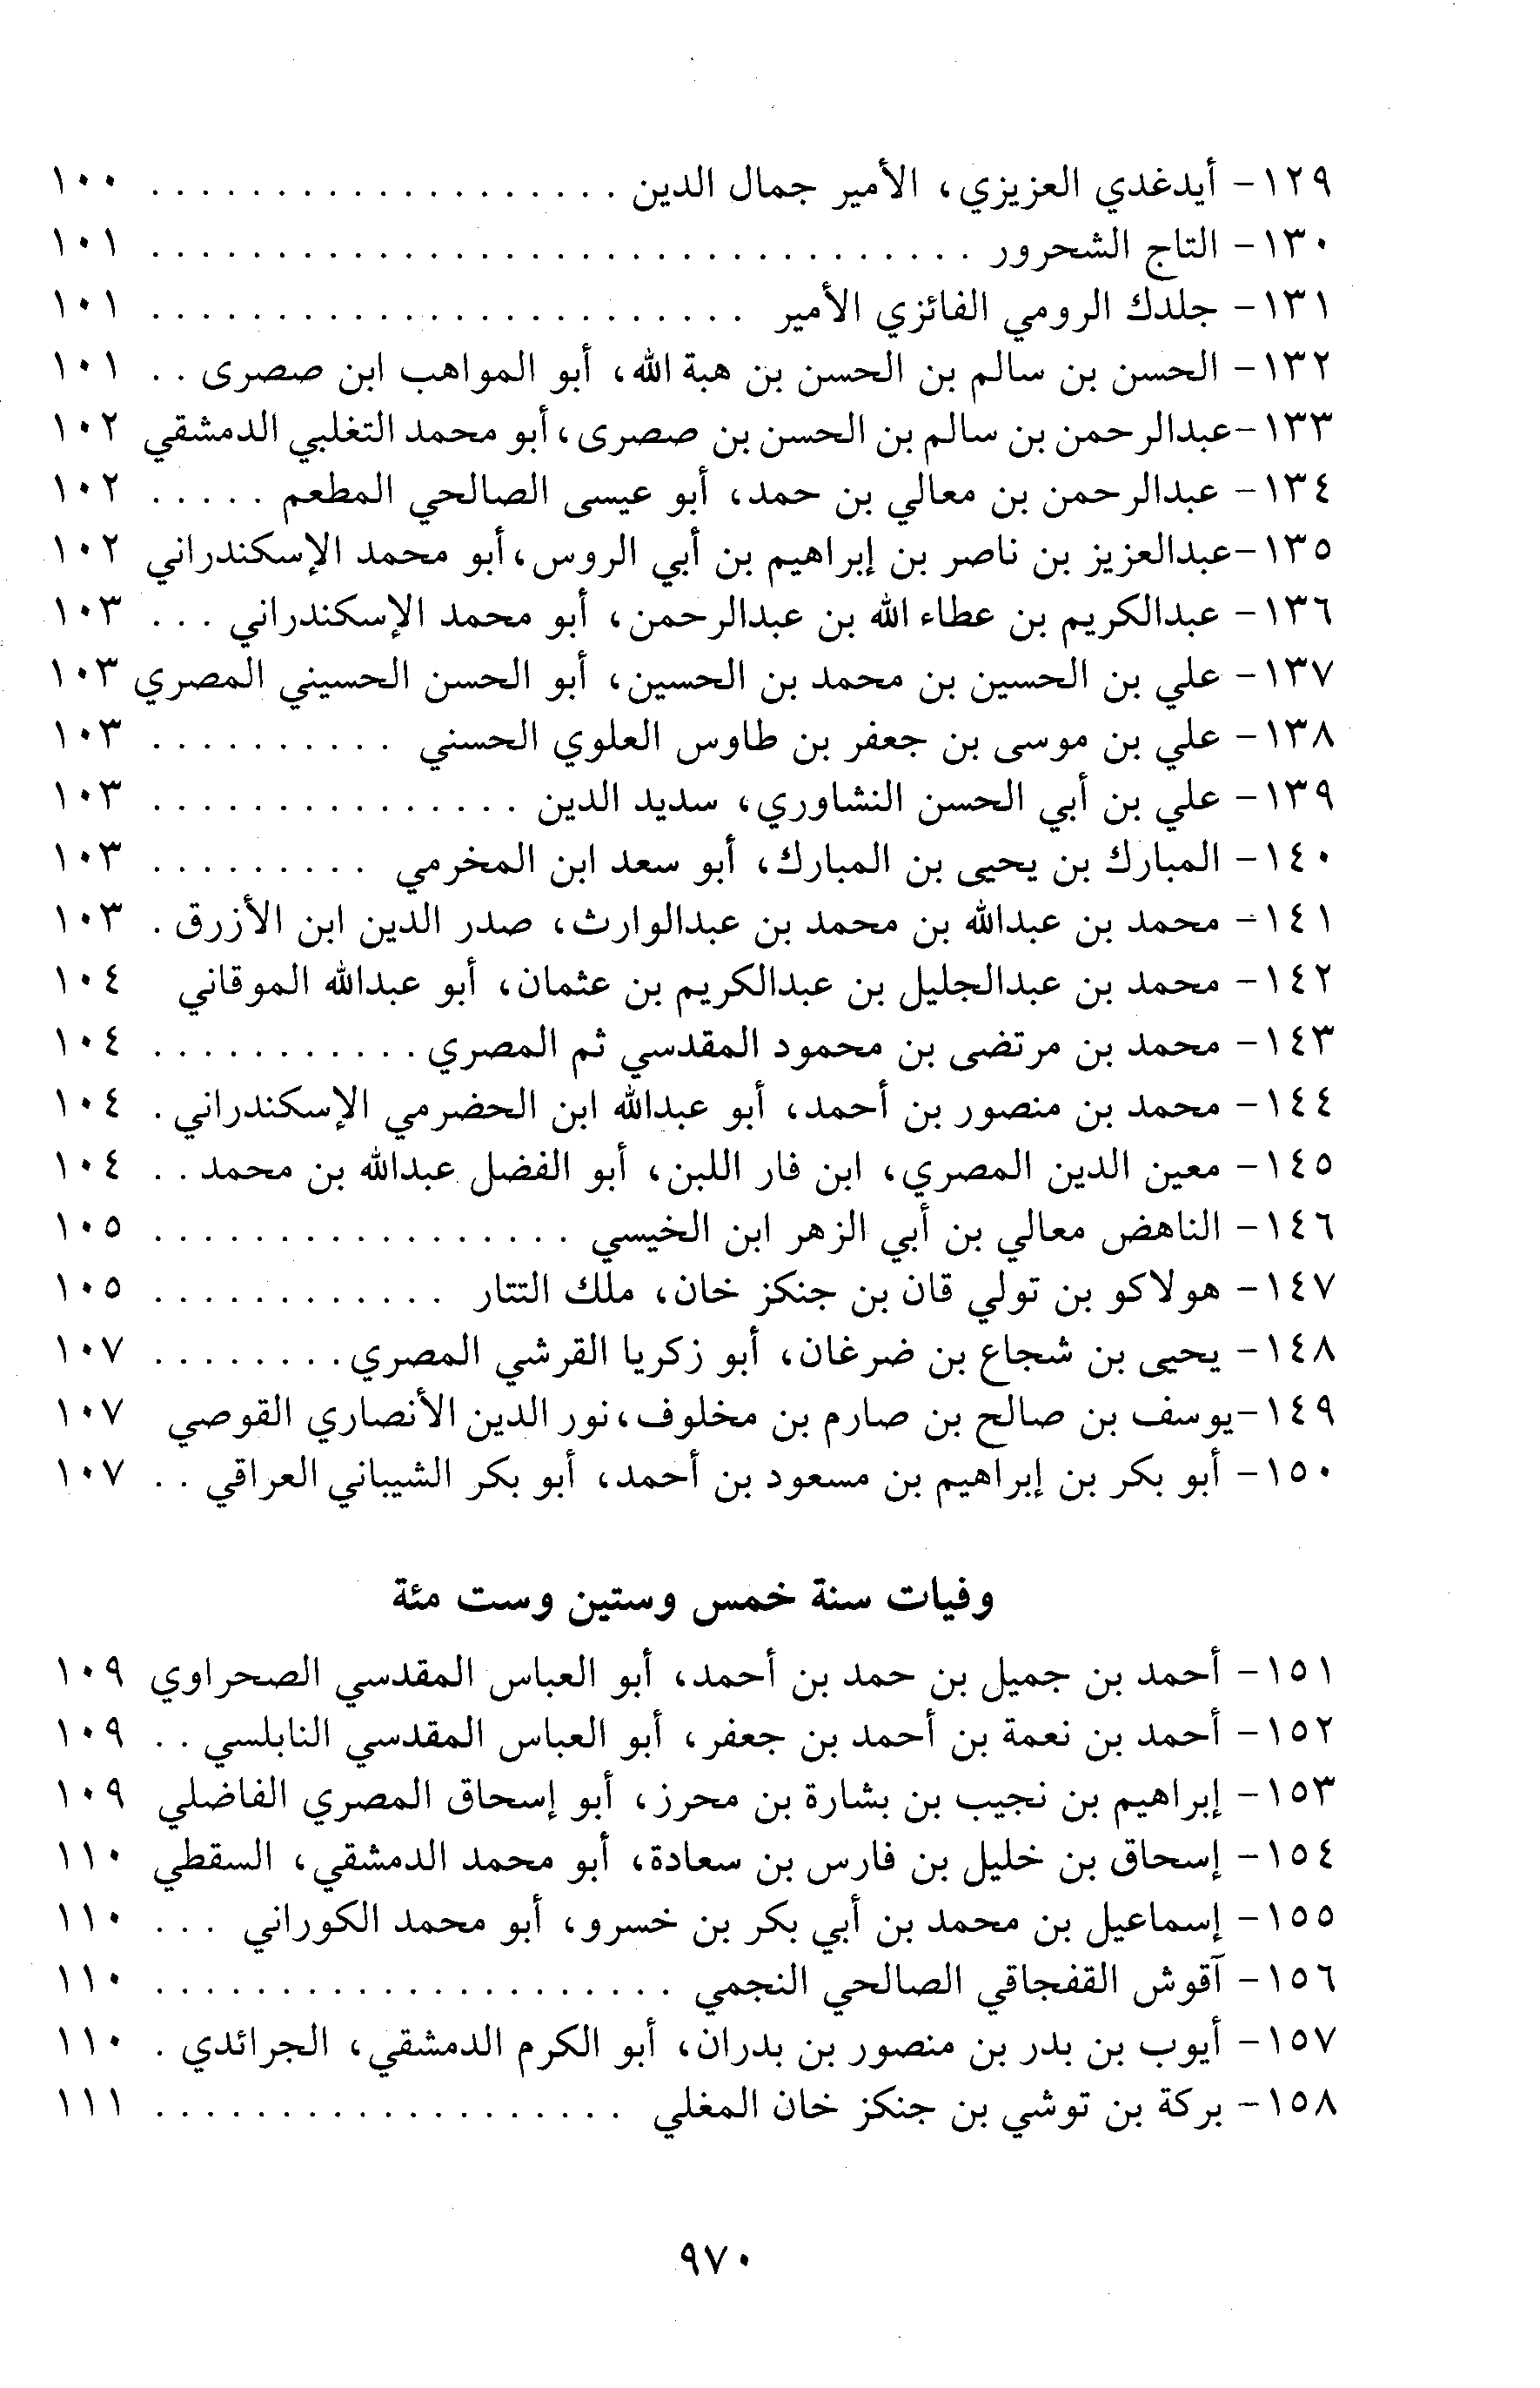 ١٢٩- أيدغدي العزيزي، الأمير جمال الدين . . . . . . . . . . . . . . . . . . . ١٠٠
١٣٠- التاج الشحرور . . . . . . . . . . . . . . . . . . . . . . . . . . . . . . . . . ١٠١
١٣١- جلدك الرومي الفائزي الأمير . . . . . . . . . . . . . . . . . . . . . . . . ١٠١
١٣٢- الحسن بن سالم بن الحسن بن هبة الله، أبو المواهب ابن صصرى . . ١٠١
١٣٣-عبدالرحمن بن سالم بن الحسن بن صصرى، أبو محمد التغلبي الدمشقي ١٠٢
١٣٤- عبدالرحمن بن معالي بن حمد، أبو عيسى الصالحي المطعم . . . . . ١٠٢
١٣٥-عبدالعزيز بن ناصر بن إبراهيم بن أبي الروس، أبو محمد الإسكندراني ١٠٢
١٣٦- عبدالكريم بن عطاء الله بن عبدالرحمن، أبو محمد الإسكندراني . . . ١٠٣
١٣٧- علي بن الحسين بن محمد بن الحسين، أبو الحسن الحسيني المصري ١٠٣
١٣٨- علي بن موسى بن جعفر بن طاوس العلوي الحسني . . . . . . . . . . ١٠٣
١٣٩- علي بن أبي الحسن النشاوري، سديد الدين . . . . . . . . . . . . . . . ١٠٣
١٤٠- المبارك بن يحيى بن المبارك، أبو سعد ابن المخرمي . . . . . . . . . ١٠٣
١٤١- محمد بن عبدالله بن محمد بن عبدالوارث، صدر الدين ابن الأزرق . ١٠٣
١٤٢- محمد بن عبدالجليل بن عبدالكريم بن عثمان، أبو عبدالله الموقاني ١٠٤
١٤٣- محمد بن مرتضى بن محمود المقدسي ثم المصري . . . . . . . . . . . ١٠٤
١٤٤- محمد بن منصور بن أحمد، أبو عبدالله ابن الحضرمي الإسكندراني . ١٠٤
١٤٥- معين الدين المصري، ابن فار اللبن، أبو الفضل عبدالله بن محمد . . ١٠٤
١٤٦- الناهض معالي بن أبي الزهر ابن الخيسي . . . . . . . . . . . . . . . . . ١٠٥
١٤٧- هولاكو بن تولي قان بن جنكز خان، ملك التتار . . . . . . . . . . . . ١٠٥
١٤٨- يحيى بن شجاع بن ضرغان، أبو زكريا القرشي المصري . . . . . . . . ١٠٧
١٤٩-يوسف بن صالح بن صارم بن مخلوف، نور الدين الأنصاري القوصي ١٠٧
١٥٠- أبو بكر بن إبراهيم بن مسعود بن أحمد، أبو بكر الشيباني العراقي . . ١٠٧
وفيات سنة خمس وستين وست مئة
١٥١- أحمد بن جميل بن حمد بن أحمد، أبو العباس المقدسي الصحراوي ١٠٩
١٥٢- أحمد بن نعمة بن أحمد بن جعفر، أبو العباس المقدسي النابلسي . . ١٠٩
١٥٣- إبراهيم بن نجيب بن بشارة بن محرز، أبو إسحاق المصري الفاضلي ١٠٩
١٥٤- إسحاق بن خليل بن فارس بن سعادة، أبو محمد الدمشقي، السقطي ١١٠
١٥٥- إسماعيل بن محمد بن أبي بكر بن خسرو، أبو محمد الكوراني . . . ١١٠
١٥٦- آقوش القفجاقي الصالحي النجمي . . . . . . . . . . . . . . . . . . . . . ١١٠
١٥٧- أيوب بن بدر بن منصور بن بدران، أبو الكرم الدمشقي، الجرائدي . ١١٠
١٥٨- بركة بن توشي بن جنكز خان المغلي . . . . . . . . . . . . . . . . . . . ١١١
٩٧٠